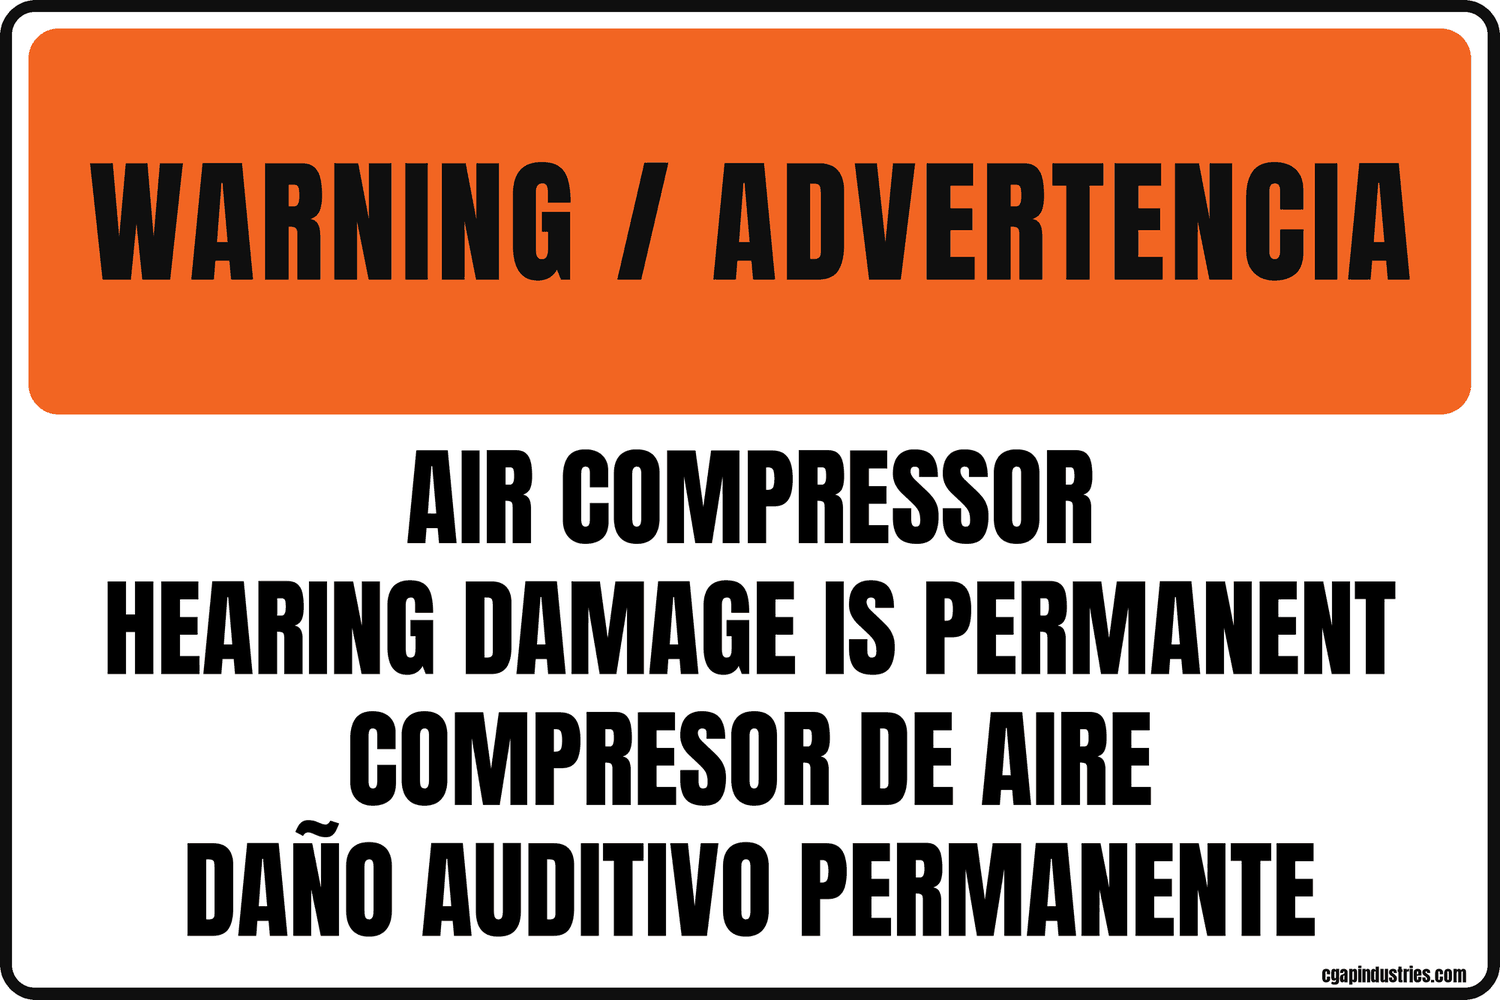 WARNING / ADVERTENCIA
AIR COMPRESSOR
HEARING DAMAGE IS PERMANENT
COMPRESOR DE AIRE
DAÑO AUDITIVO PERMANENTE
cgapindustries.com